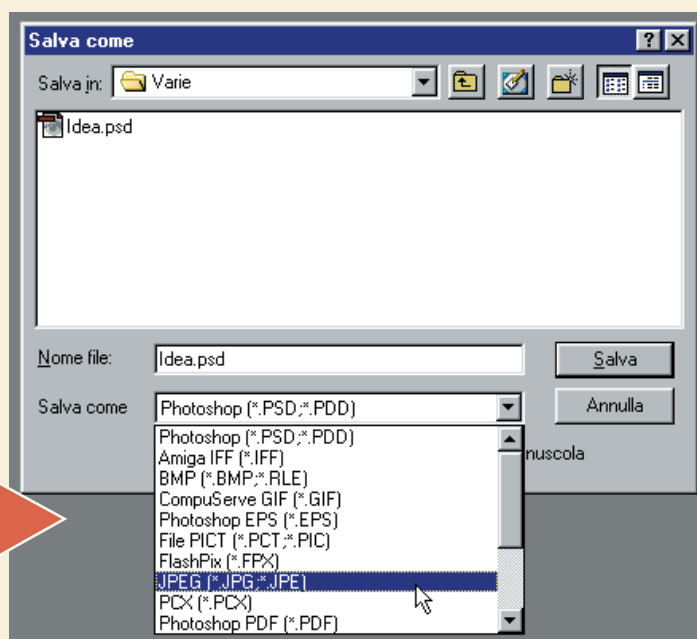 Salva come
Salva in: Varie
Idea.psd
Nome file: Idea.psd Salva
Salva come Photoshop (*.PSD;*.PDD) Annulla
Photoshop (*.PSD;*.PDD)
Amiga IFF (*.IFF)
nuscola
BMP (*.BMP;*.RLE)
CompuServe GIF (*.GIF)
Photoshop EPS (*.EPS)
File PICT (*.PCT;*.PIC)
FlashPix (*.FPX)
JPEG (*.JPG;*.JPE)
PCX (*.PCX)
Photoshop PDF (*.PDF)